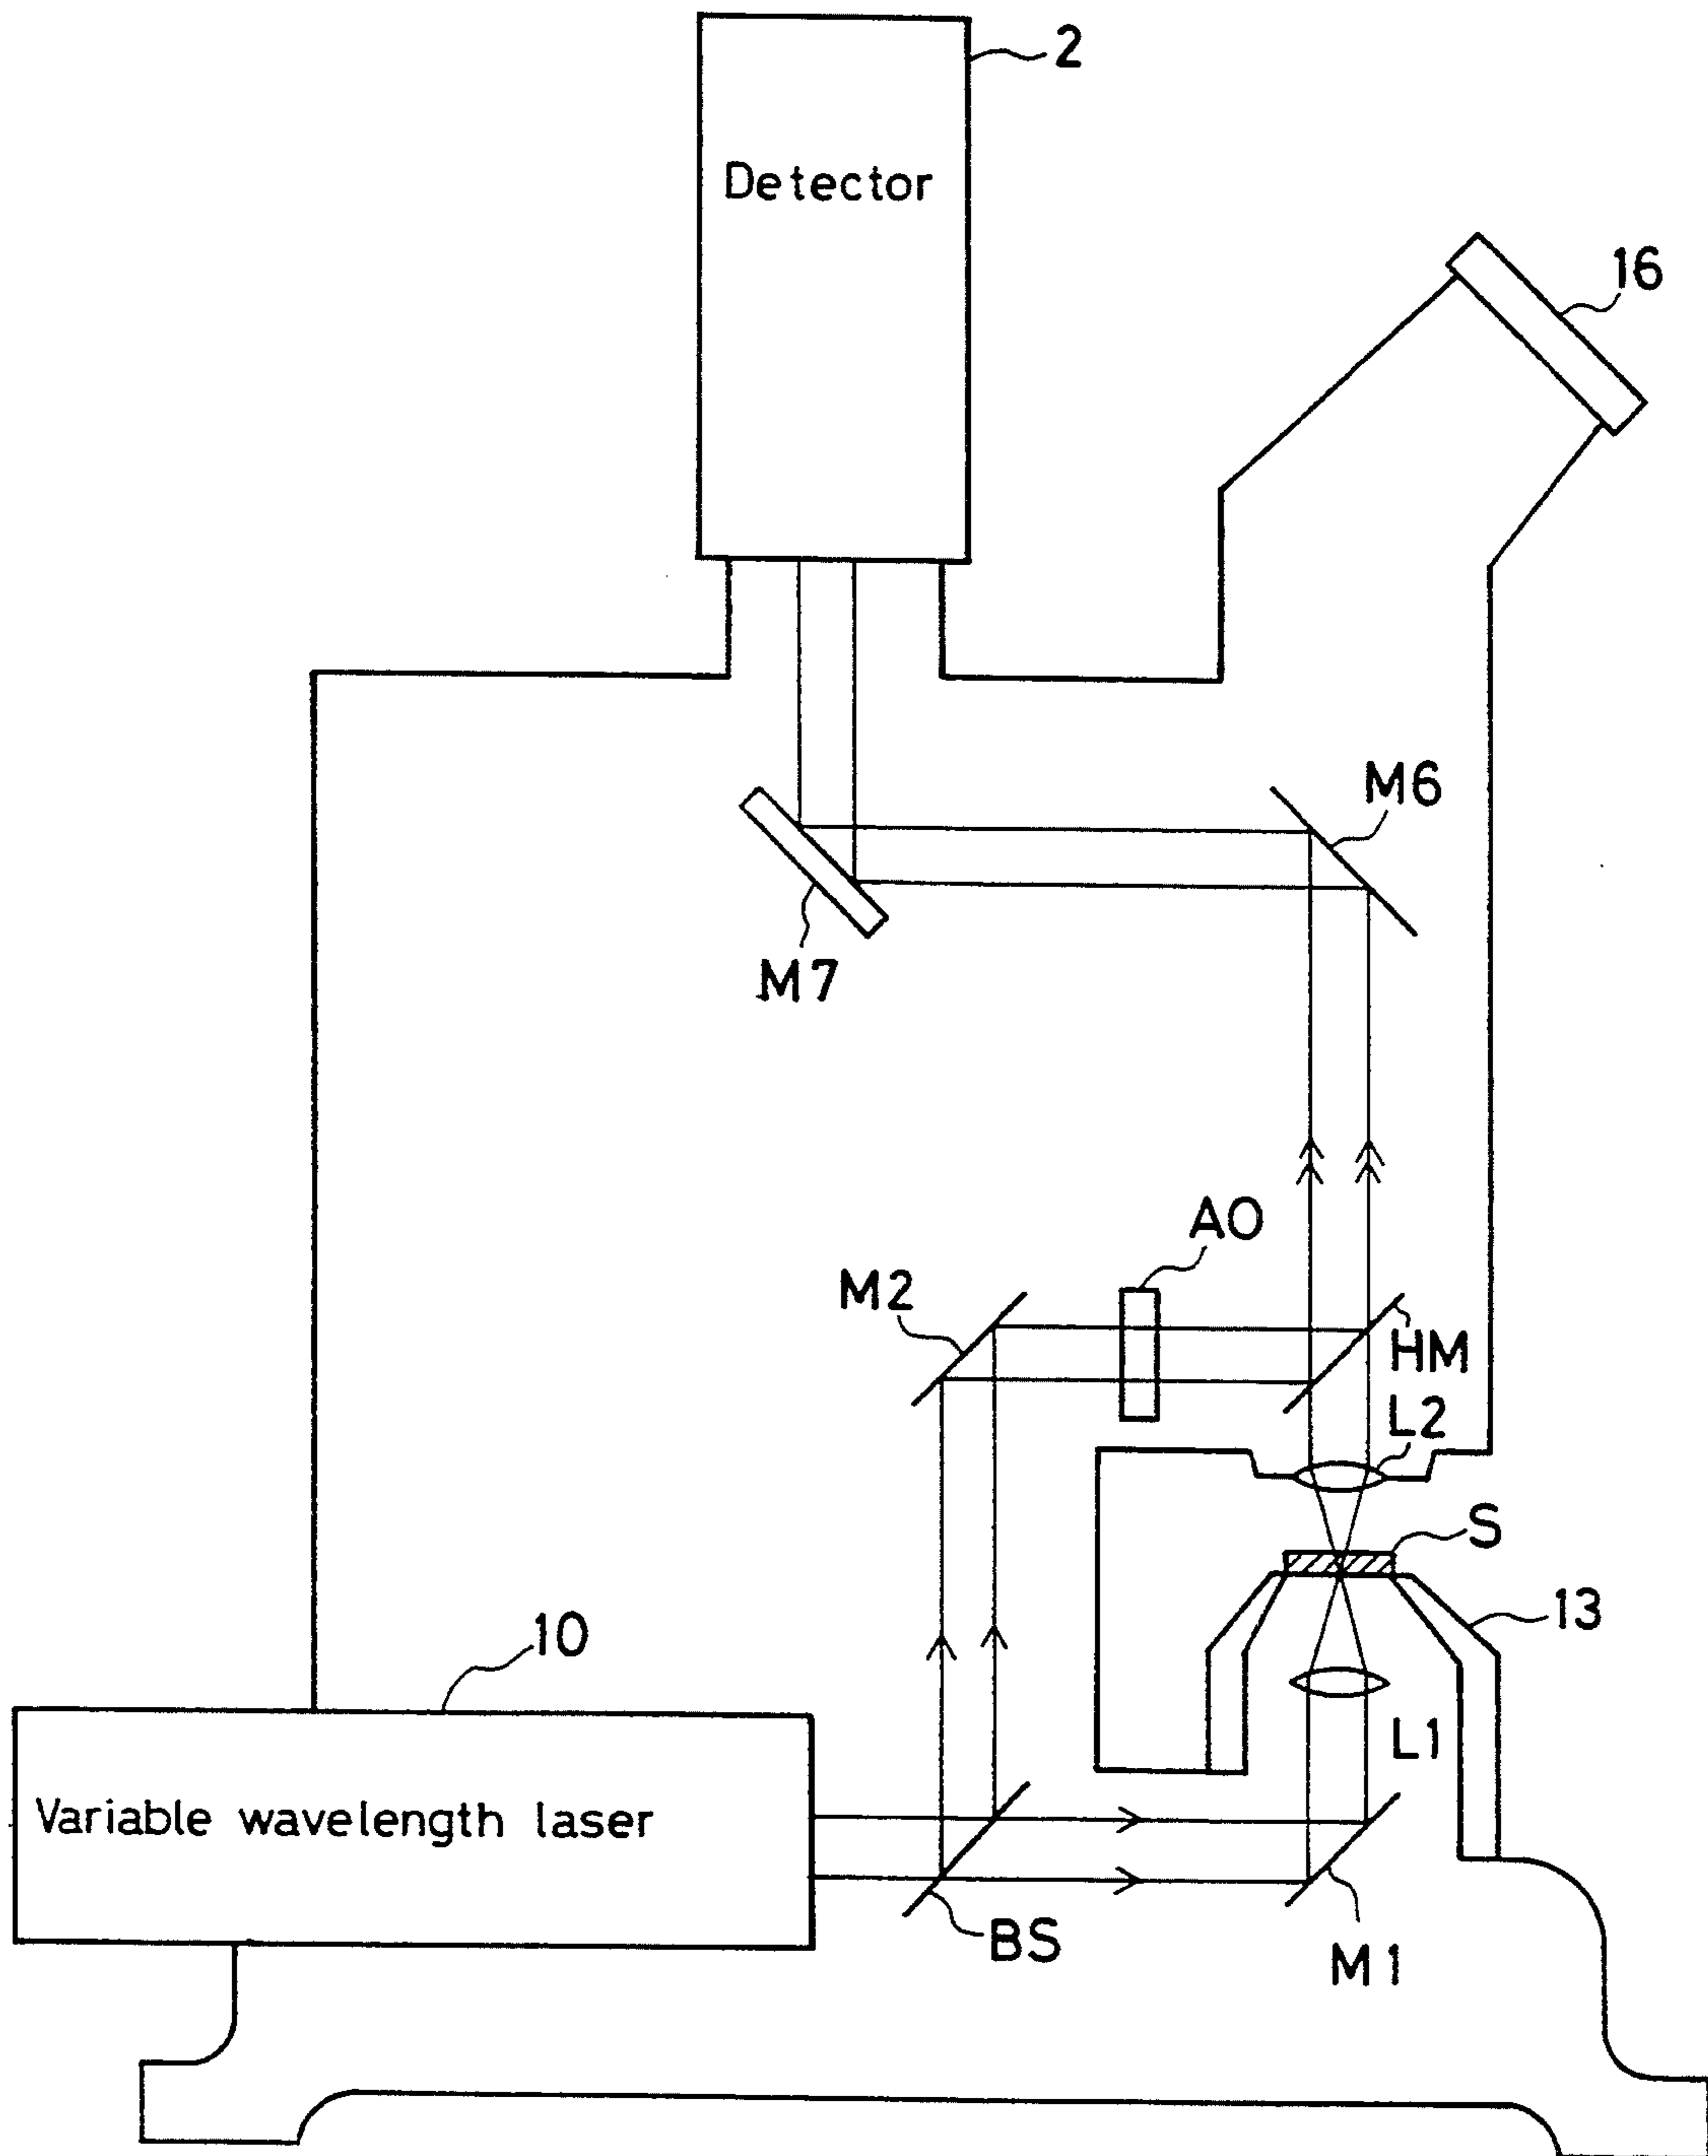 2
Detector
16
M6
M7
AO
M2
HM
L2
S
13
10
L1
Variable wavelength laser
BS
M1